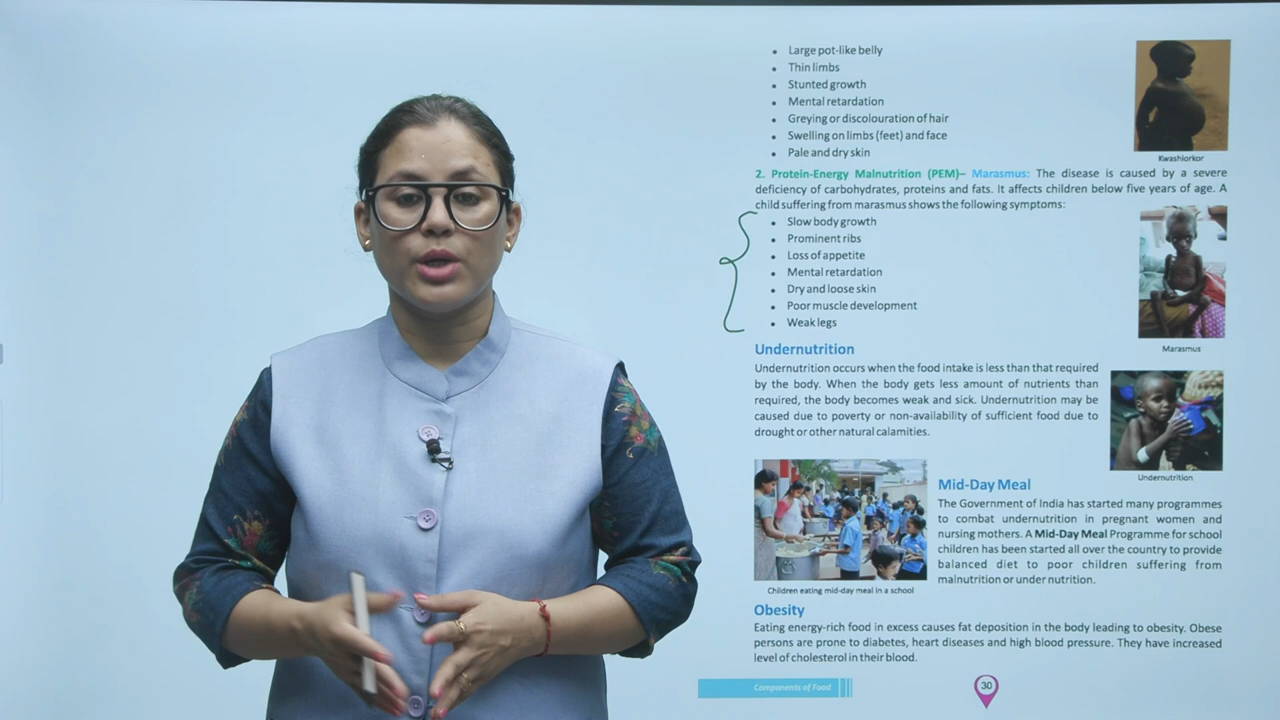 Large pot-like belly
Thin limbs
Stunted growth
Mental retardation
Greying or discolouration of hair
Swelling on limbs (feet) and face
Pale and dry skin
Kwashiorkor
2. Protein-Energy Malnutrition (PEM)– Marasmus: The disease is caused by a severe
deficiency of carbohydrates, proteins and fats. It affects children below five years of age. A
child suffering from marasmus shows the following symptoms:
Slow body growth
Prominent ribs
Loss of appetite
Mental retardation
Dry and loose skin
Poor muscle development
Weak legs
Marasmus
Undernutrition
Undernutrition occurs when the food intake is less than that required
by the body. When the body gets less amount of nutrients than
required, the body becomes weak and sick. Undernutrition may be
caused due to poverty or non-availability of sufficient food due to
drought or other natural calamities.
Undernutrition
Mid-Day Meal
The Government of India has started many programmes
to combat undernutrition in pregnant women and
nursing mothers. A Mid-Day Meal Programme for school
children has been started all over the country to provide
balanced diet to poor children suffering from
malnutrition or under nutrition.
Children eating mid-day meal in a school
Obesity
Eating energy-rich food in excess causes fat deposition in the body leading to obesity. Obese
persons are prone to diabetes, heart diseases and high blood pressure. They have increased
level of cholesterol in their blood.
Components of Food
30